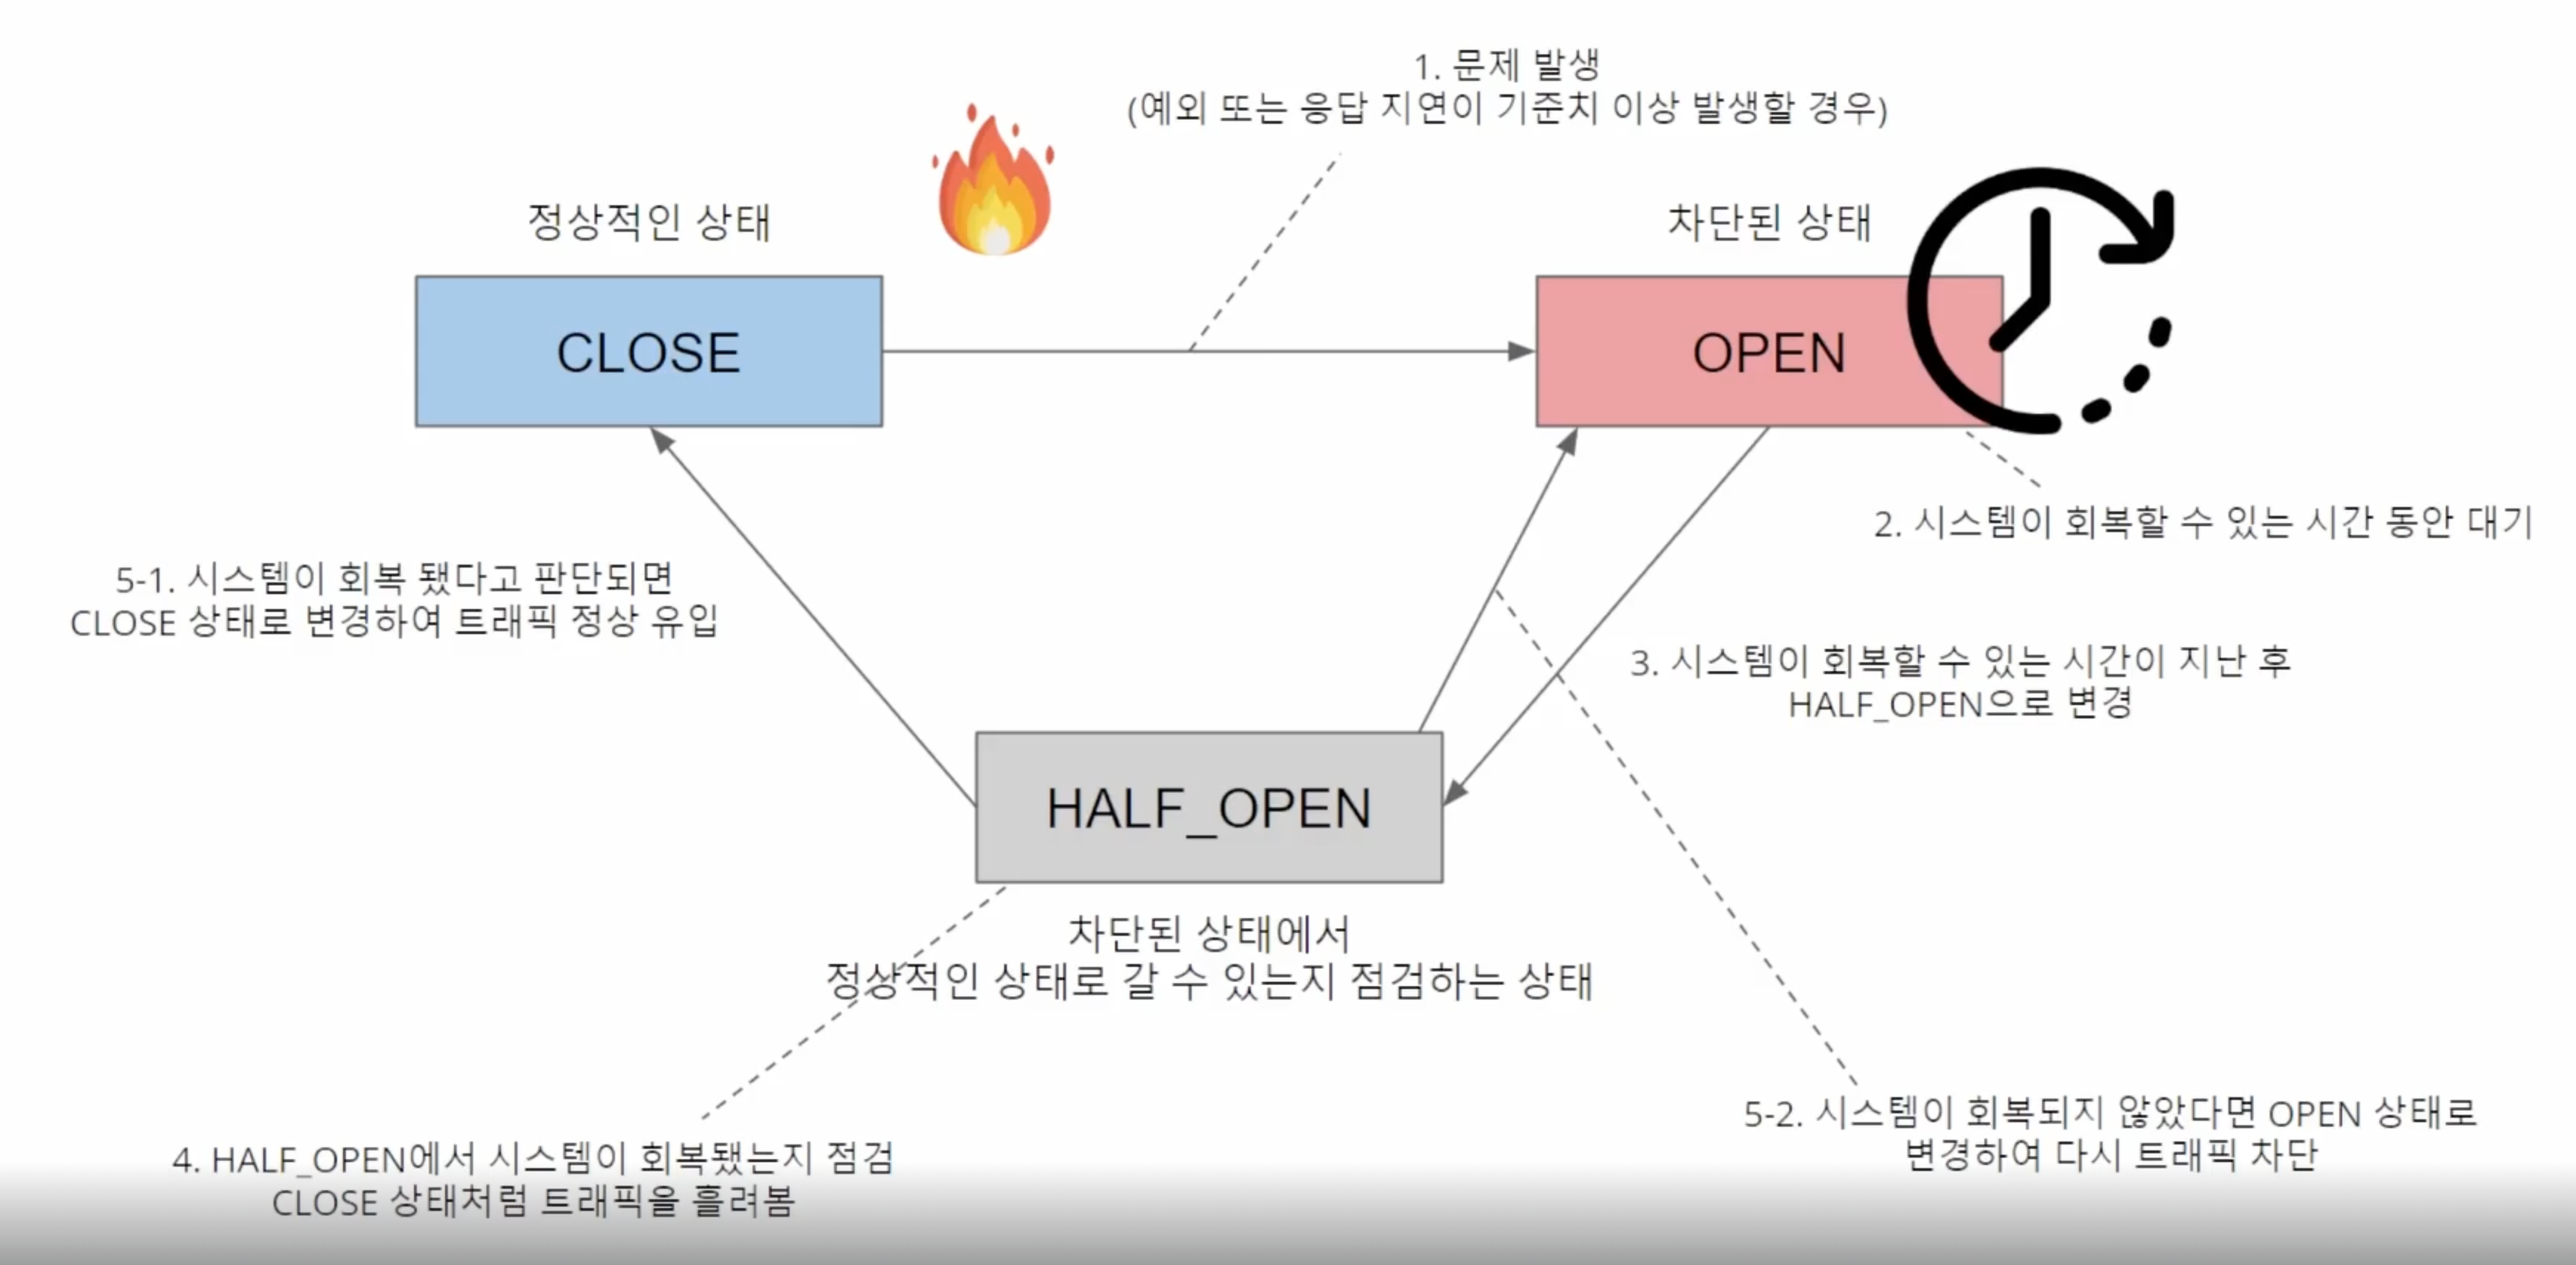 1. 문제 발생
(예외 또는 응답 지연이 기준치 이상 발생할 경우)
정상적인 상태
차단된 상태
CLOSE
OPEN
2. 시스템이 회복할 수 있는 시간 동안 대기
5-1. 시스템이 회복 됐다고 판단되면
CLOSE 상태로 변경하여 트래픽 정상 유입
3. 시스템이 회복할 수 있는 시간이 지난 후
HALF_OPEN으로 변경
HALF_OPEN
차단된 상태에서
정상적인 상태로 갈 수 있는지 점검하는 상태
4. HALF_OPEN에서 시스템이 회복됐는지 점검
CLOSE 상태처럼 트래픽을 흘려봄
5-2. 시스템이 회복되지 않았다면 OPEN 상태로
변경하여 다시 트래픽 차단